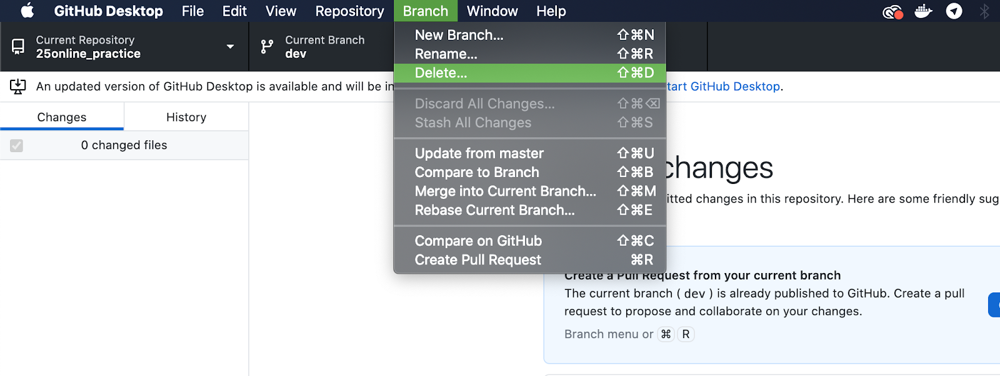 GitHub Desktop File Edit View Repository Branch Window Help
Current Repository
25online_practice
Current Branch
dev
New Branch... ⇧⌘N
Rename... ⇧⌘R
Delete... ⇧⌘D
Discard All Changes... ⇧⌘⌫
Stash All Changes ⇧⌘S
Update from master ⇧⌘U
Compare to Branch ⇧⌘B
Merge into Current Branch... ⇧⌘M
Rebase Current Branch... ⇧⌘E
Compare on GitHub ⇧⌘C
Create Pull Request ⌘R
An updated version of GitHub Desktop is available and will be in
tart GitHub Desktop.
Changes History
0 changed files
changes
itted changes in this repository. Here are some friendly sug
Create a Pull Request from your current branch
The current branch ( dev ) is already published to GitHub. Create a pull
request to propose and collaborate on your changes.
Branch menu or ⌘ R